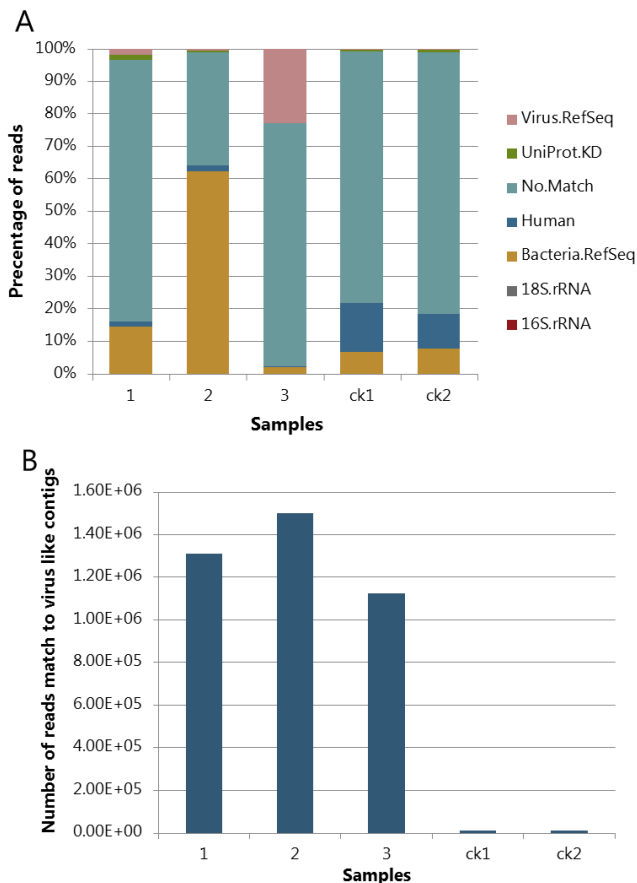 A
100%
90%
80%
70%
60%
50%
40%
30%
20%
10%
0%
Precentage of reads
1 2 3 ck1 ck2
Samples
Virus.RefSeq
UniProt.KD
No.Match
Human
Bacteria.RefSeq
18S.rRNA
16S.rRNA
B
1.60E+06
1.40E+06
1.20E+06
1.00E+06
8.00E+05
6.00E+05
4.00E+05
2.00E+05
0.00E+00
Number of reads match to virus like contigs
1 2 3 ck1 ck2
Samples